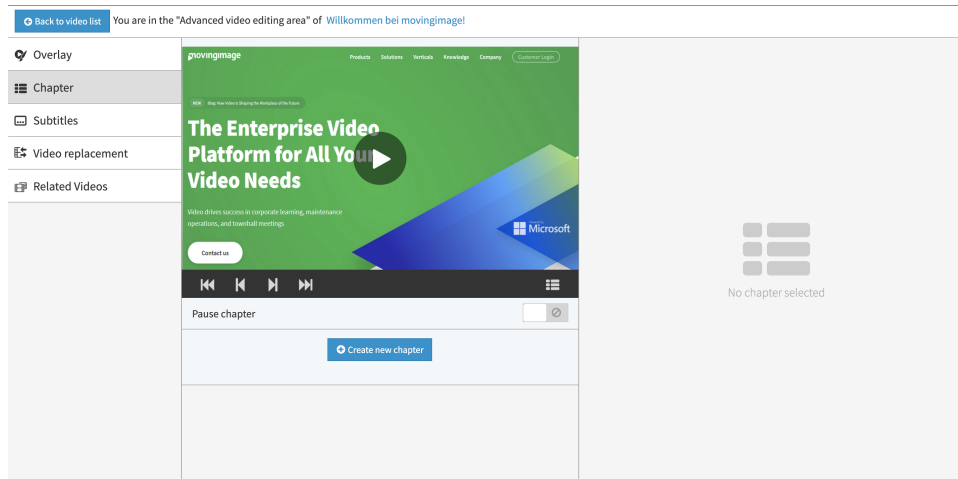 Back to video list
You are in the "Advanced video editing area" of Willkommen bei movingimage!
Overlay
Chapter
Subtitles
Video replacement
Related Videos
movingimage
Products Solutions Verticals Knowledge Company Customer Login
NEW Blog: How Video is Shaping the Workplace of the Future
The Enterprise Video
Platform for All Your
Video Needs
Video drives success in corporate learning, maintenance
operations, and townhall meetings
Microsoft
Contact us
Pause chapter
Create new chapter
No chapter selected